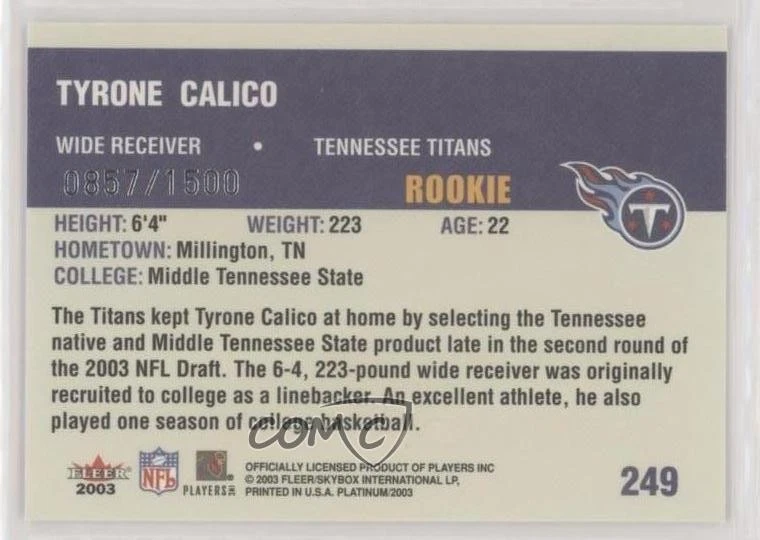 TYRONE CALICO
WIDE RECEIVER • TENNESSEE TITANS
0857/1500 ROOKIE
T
HEIGHT: 6'4" WEIGHT: 223 AGE: 22
HOMETOWN: Millington, TN
COLLEGE: Middle Tennessee State
The Titans kept Tyrone Calico at home by selecting the Tennessee
native and Middle Tennessee State product late in the second round of
the 2003 NFL Draft. The 6-4, 223-pound wide receiver was originally
recruited to college as a linebacker. An excellent athlete, he also
played one season of college basketball.
COMC
FLEER
2003
NFL
PLAYERS INC
OFFICIALLY LICENSED PRODUCT OF PLAYERS INC
© 2003 FLEER/SKYBOX INTERNATIONAL LP,
PRINTED IN U.S.A. PLATINUM/2003
249